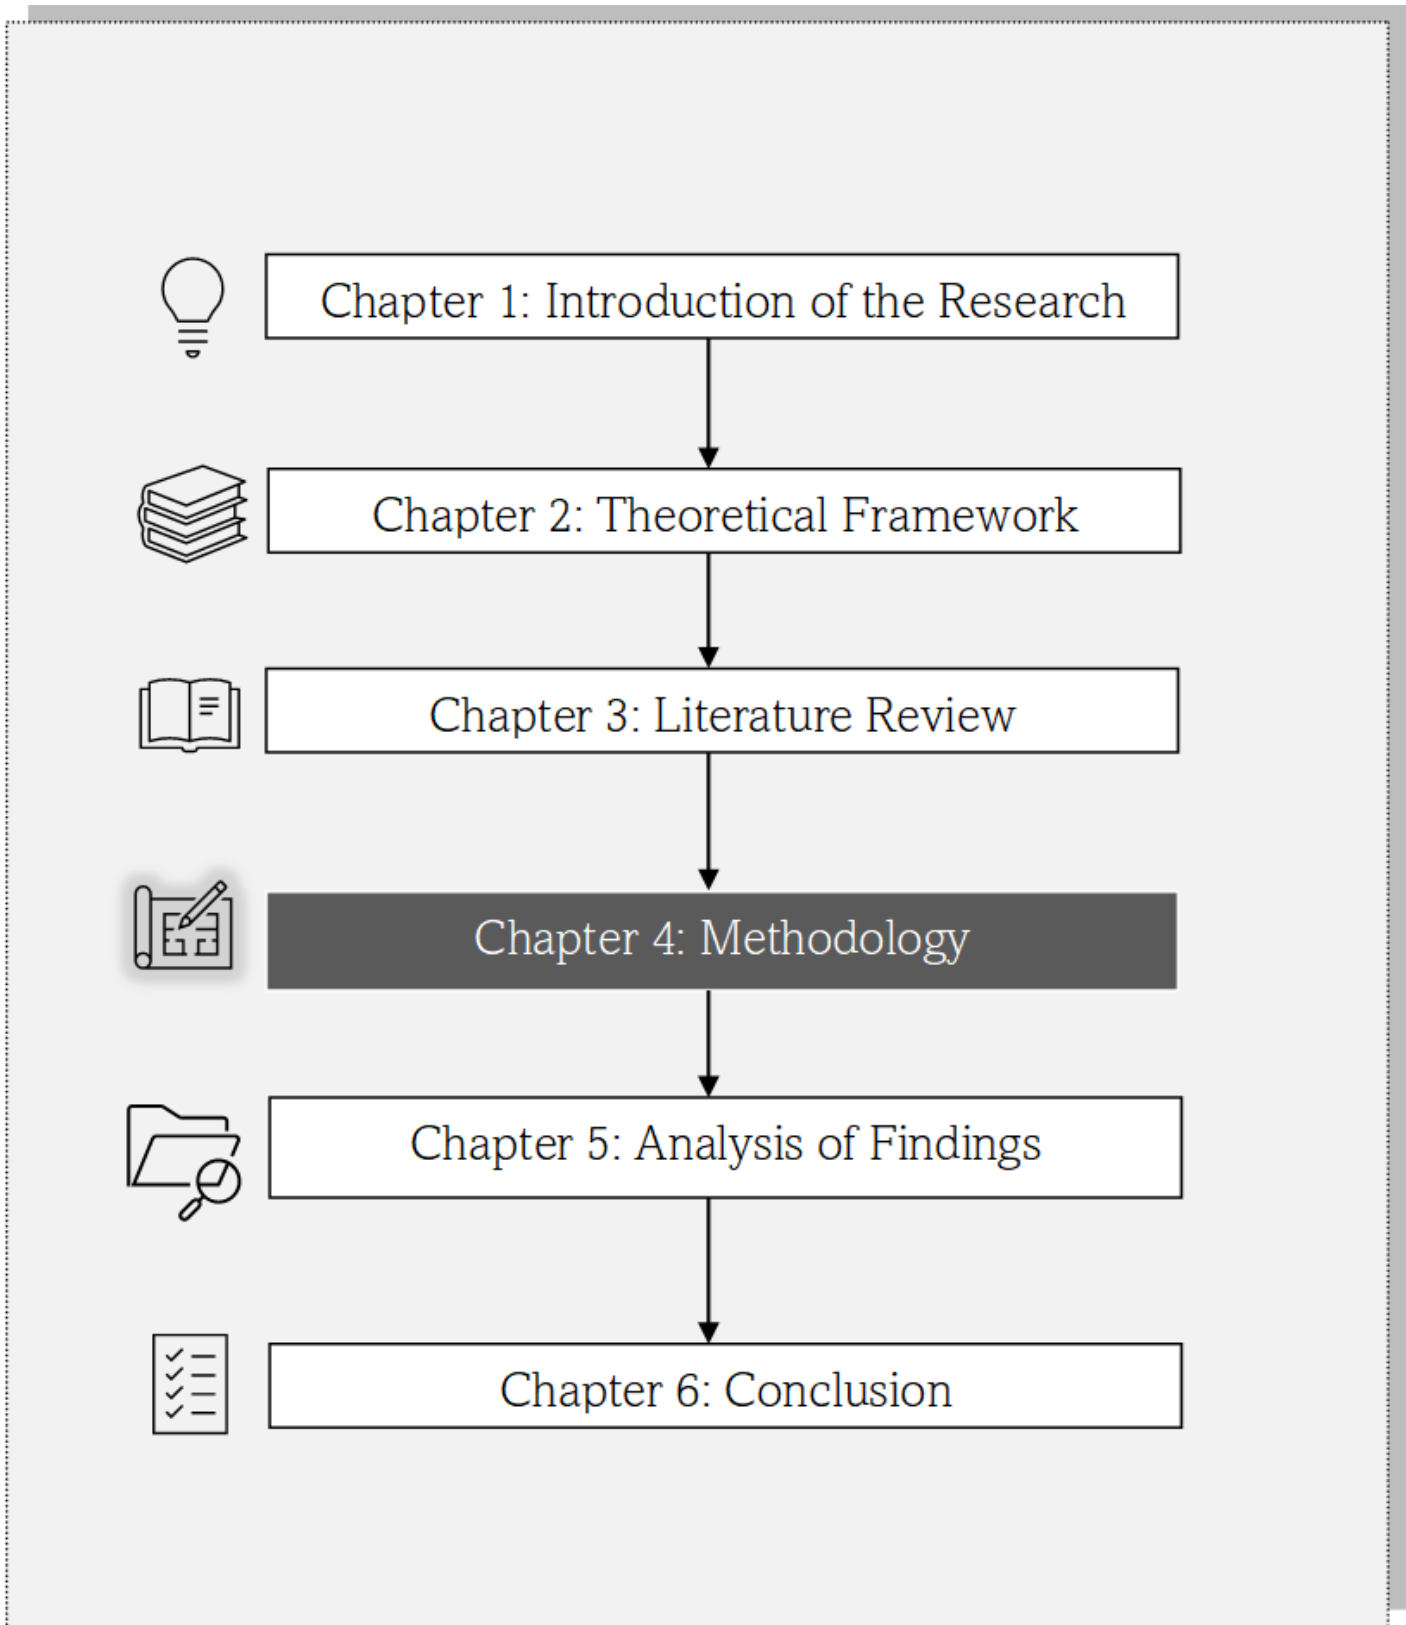 Chapter 1: Introduction of the Research
Chapter 2: Theoretical Framework
Chapter 3: Literature Review
Chapter 4: Methodology
Chapter 5: Analysis of Findings
Chapter 6: Conclusion